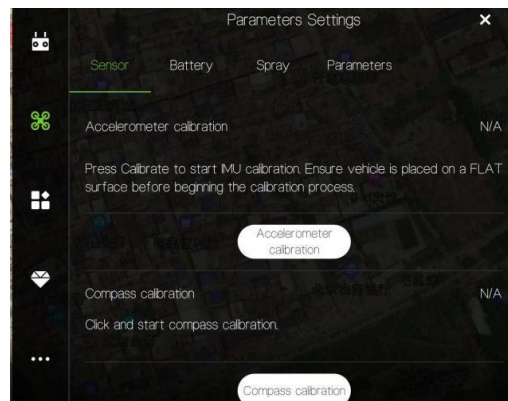 Parameters Settings
Sensor Battery Spray Parameters
Accelerometer calibration N/A
Press Calibrate to start IMU calibration. Ensure vehicle is placed on a FLAT
surface before beginning the calibration process.
Accelerometer
calibration
Compass calibration N/A
Click and start compass calibration.
Compass calibration